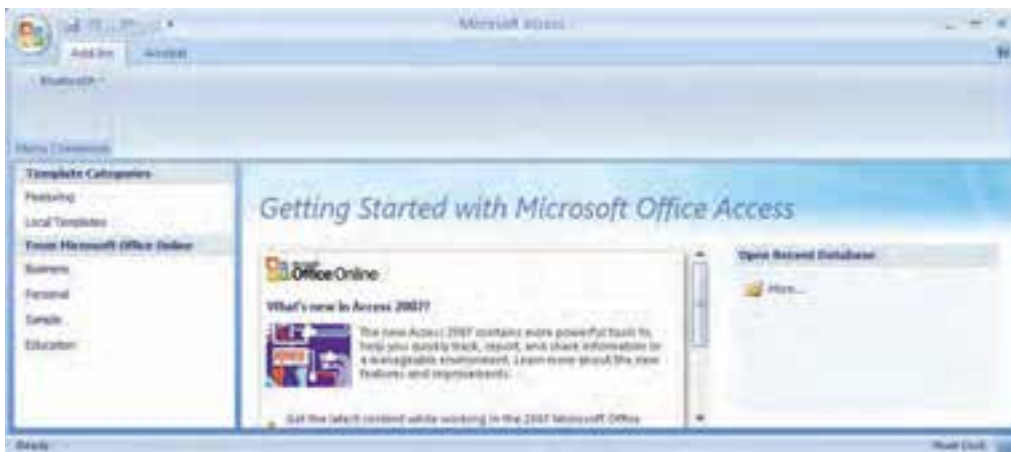 Microsoft Access
Add-Ins Acrobat
Bluetooth
Menu Commands
Template Categories
Featuring
Local Templates
From Microsoft Office Online
Business
Personal
Sample
Education
Getting Started with Microsoft Office Access
Office Online
What's new in Access 2007?
The new Access 2007 contains more powerful tools to
help you quickly track, report, and share information in
a manageable environment. Learn more about the new
features and improvements.
Get the latest content while working in the 2007 Microsoft Office
Open Recent Database
More...
Ready
Num Lock